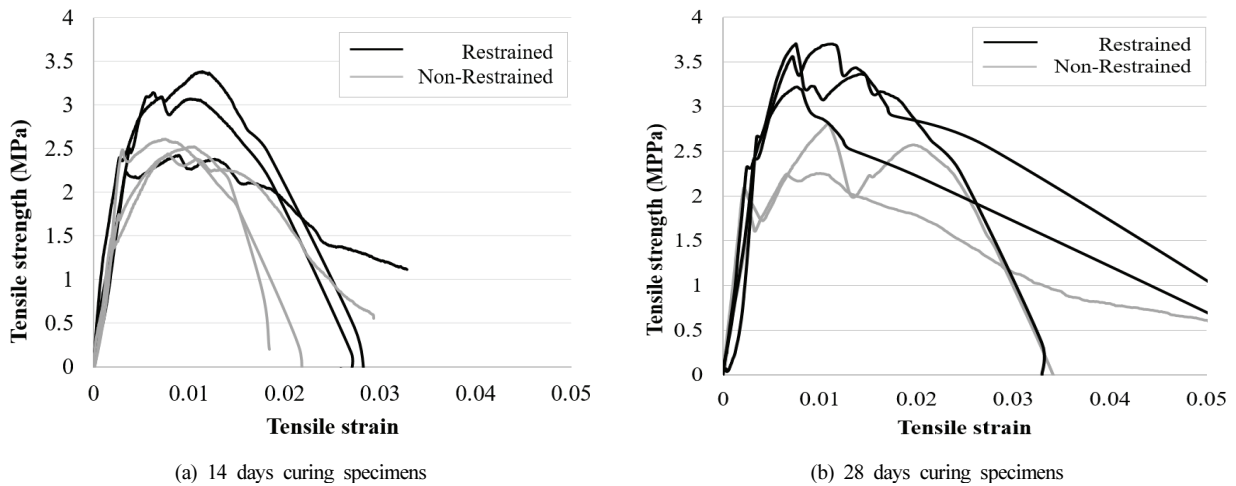 4
3.5
3
2.5
2
1.5
1
0.5
0
Tensile strength (MPa)
Restrained
Non-Restrained
0 0.01 0.02 0.03 0.04 0.05
Tensile strain
(a) 14 days curing specimens
4
3.5
3
2.5
2
1.5
1
0.5
0
Tensile strength (MPPa)
Restrained
Non-Restrained
0 0.01 0.02 0.03 0.04 0.05
Tensile strain
(b) 28 days curing specimens